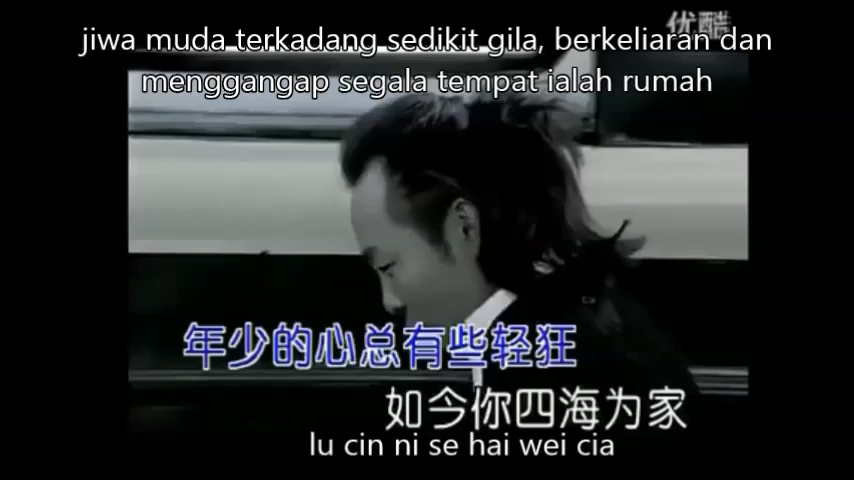 优酷
jiwa muda terkadang sedikit gila, berkeliaran dan
menggangap segala tempat ialah rumah
年少的心总有些轻狂
如今你四海为家
lu cin ni se hai wei cia